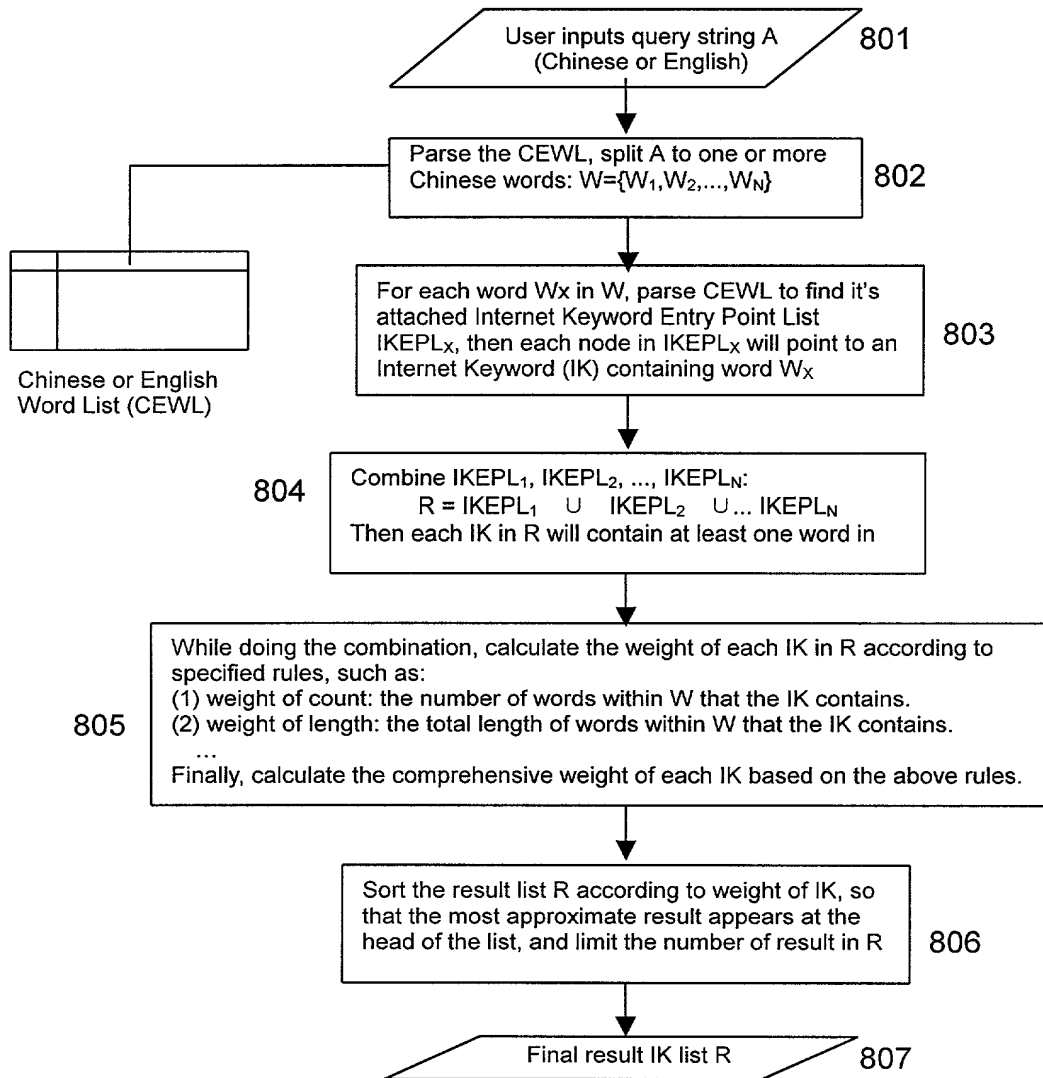 User inputs query string A
(Chinese or English)
801
Parse the CEWL, split A to one or more
Chinese words: W={W₁,W₂,...,W_N}
802
Chinese or English
Word List (CEWL)
For each word Wx in W, parse CEWL to find it's
attached Internet Keyword Entry Point List
IKEPLₓ, then each node in IKEPLₓ will point to an
Internet Keyword (IK) containing word Wₓ
803
804
Combine IKEPL₁, IKEPL₂, ..., IKEPL_N:
R = IKEPL₁ ∪ IKEPL₂ ∪... IKEPL_N
Then each IK in R will contain at least one word in
805
While doing the combination, calculate the weight of each IK in R according to
specified rules, such as:
(1) weight of count: the number of words within W that the IK contains.
(2) weight of length: the total length of words within W that the IK contains.
...
Finally, calculate the comprehensive weight of each IK based on the above rules.
Sort the result list R according to weight of IK, so
that the most approximate result appears at the
head of the list, and limit the number of result in R
806
Final result IK list R
807